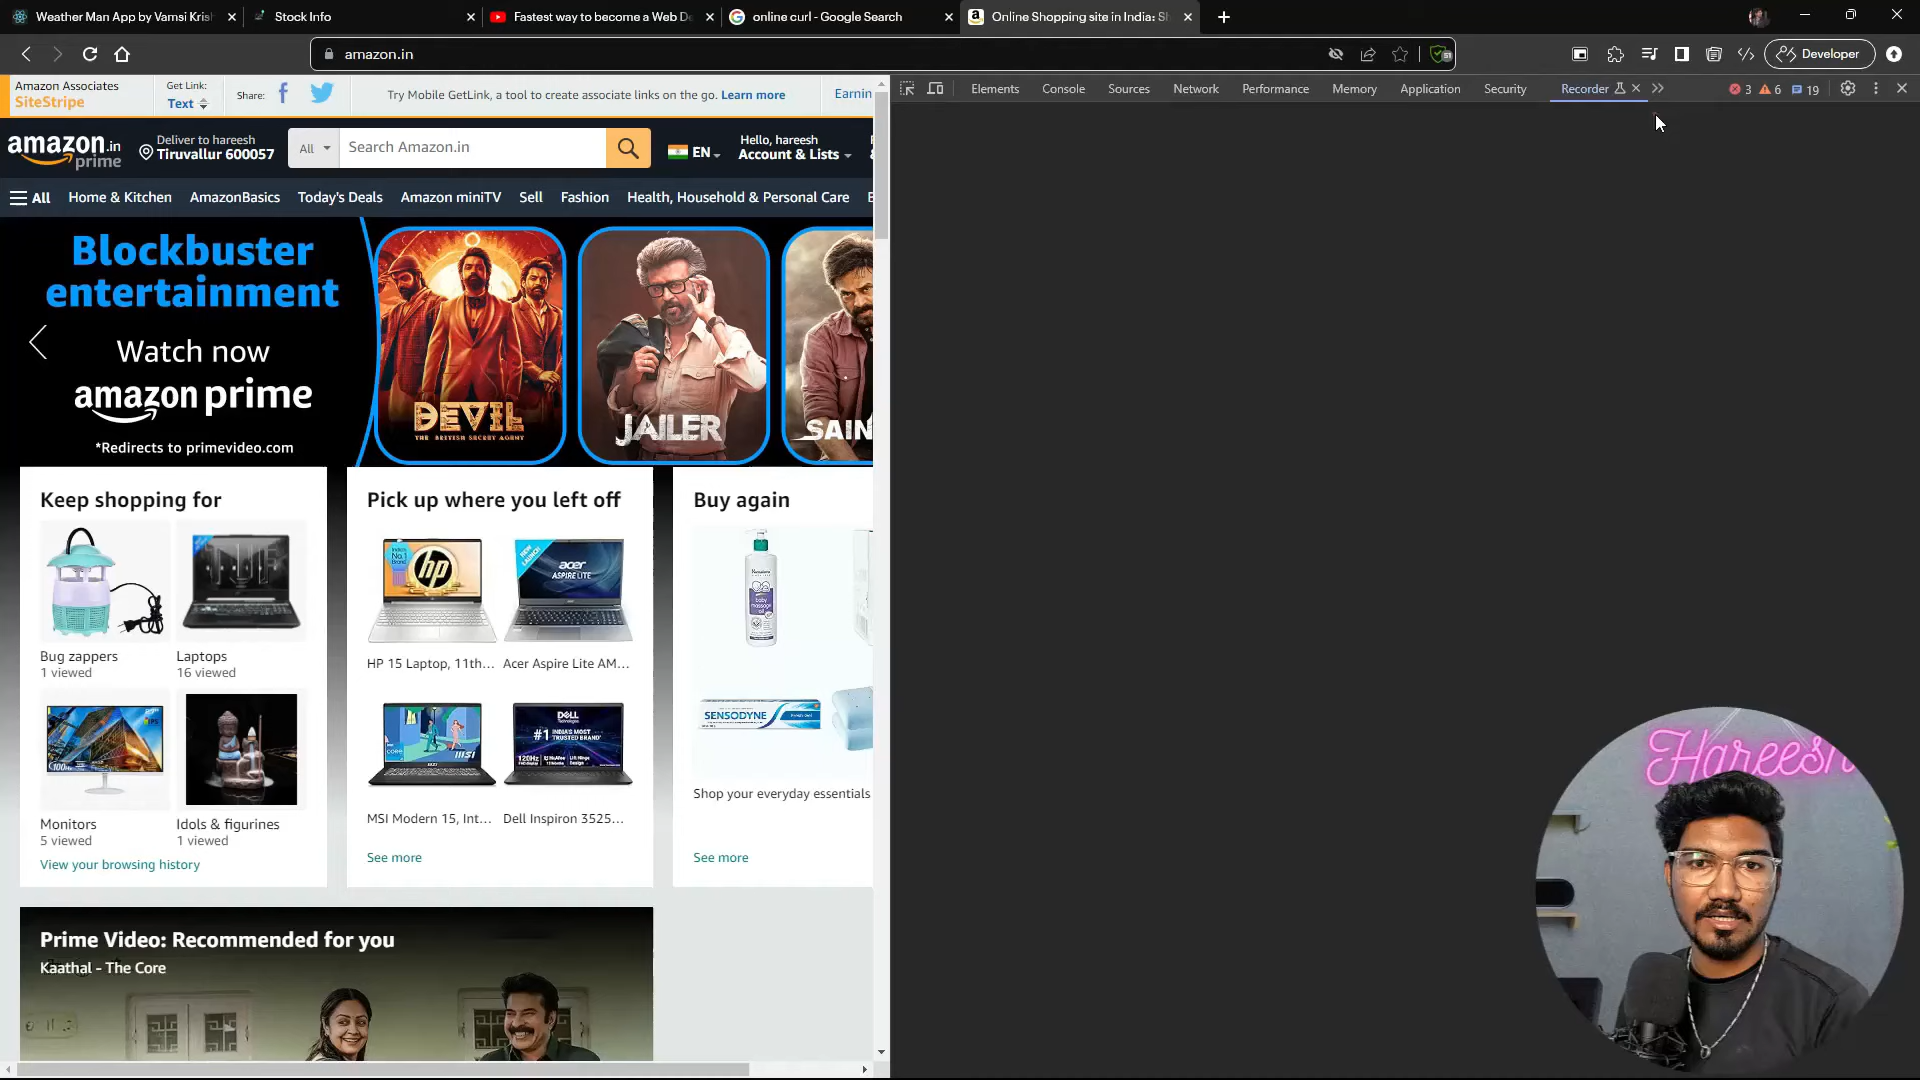 Weather Man App by Vamsi Krish
Stock Info
Fastest way to become a Web De
online curl - Google Search
Online Shopping site in India: Sh
amazon.in
Developer
Amazon Associates
SiteStripe
Get Link:
Text
Share:
Try Mobile GetLink, a tool to create associate links on the go. Learn more
Earnin
Elements Console Sources Network Performance Memory Application Security Recorder
3 6 19
amazon.in
prime
Deliver to hareesh
Tiruvallur 600057
All
Search Amazon.in
EN
Hello, hareesh
Account & Lists
All Home & Kitchen AmazonBasics Today's Deals Amazon miniTV Sell Fashion Health, Household & Personal Care
Blockbuster
entertainment
Watch now
amazon prime
*Redirects to primevideo.com
DEVIL
THE BRITISH SECRET AGENT
JAILER
SAIN
Keep shopping for
Bug zappers
1 viewed
Laptops
16 viewed
Monitors
5 viewed
Idols & figurines
1 viewed
View your browsing history
Pick up where you left off
HP 15 Laptop, 11th...
Acer Aspire Lite AM...
MSI Modern 15, Int...
Dell Inspiron 3525...
See more
Buy again
SENSODYNE
Shop your everyday essentials
See more
Prime Video: Recommended for you
Kaathal - The Core
Hareesh